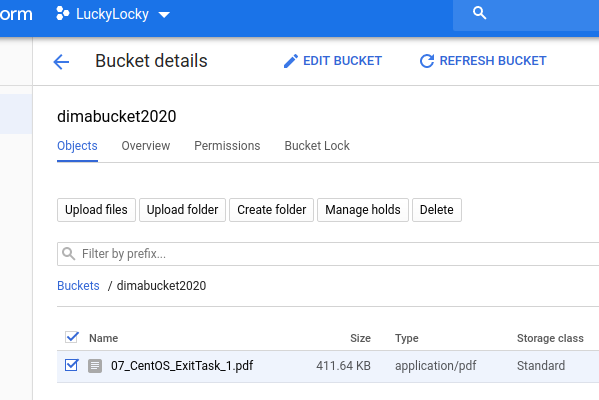 orm LuckyLocky
Bucket details EDIT BUCKET REFRESH BUCKET
dimabucket2020
Objects Overview Permissions Bucket Lock
Upload files Upload folder Create folder Manage holds Delete
Filter by prefix...
Buckets / dimabucket2020
Name Size Type Storage class
07_CentOS_ExitTask_1.pdf 411.64 KB application/pdf Standard